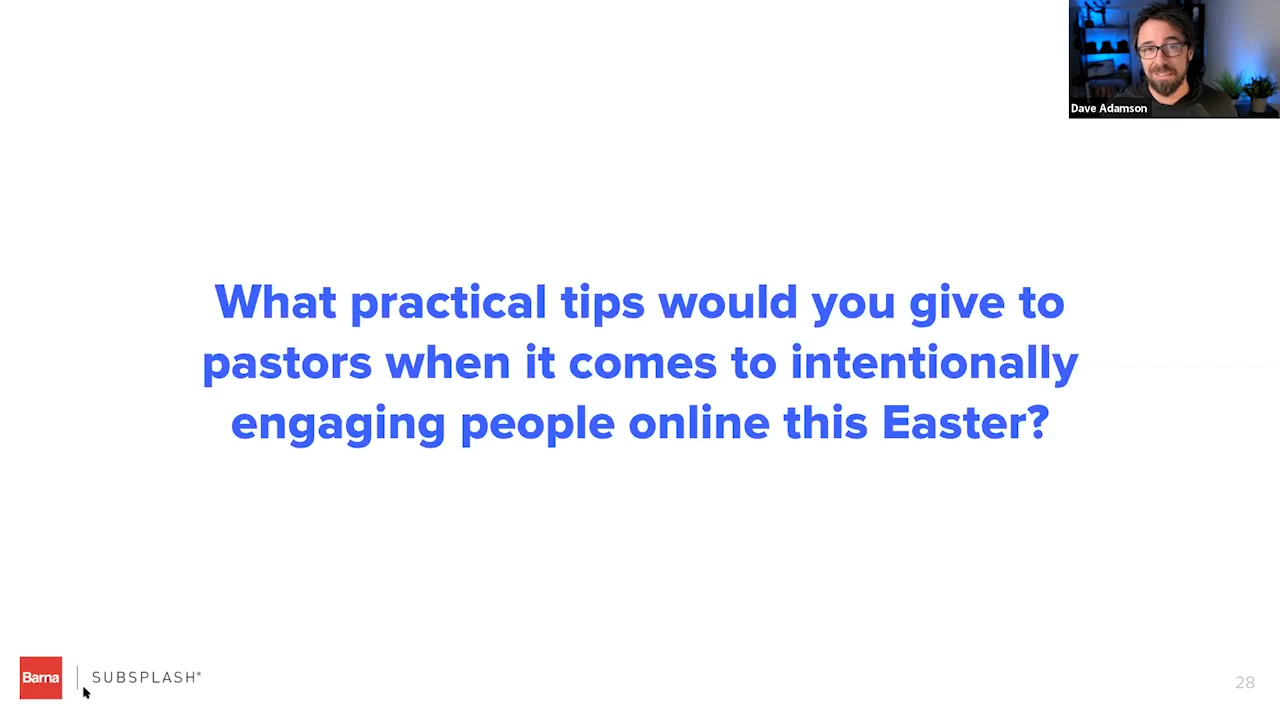 Dave Adamson
What practical tips would you give to
pastors when it comes to intentionally
engaging people online this Easter?
Barna
SUBSPLASH®
28